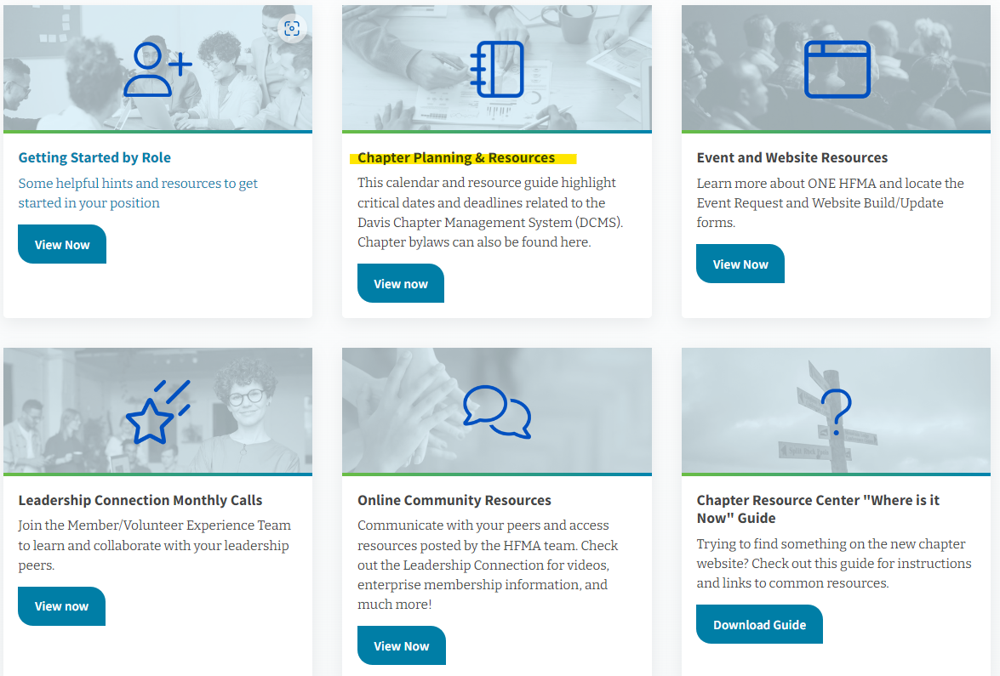 Getting Started by Role
Some helpful hints and resources to get
started in your position
View Now
Chapter Planning & Resources
This calendar and resource guide highlight
critical dates and deadlines related to the
Davis Chapter Management System (DCMS).
Chapter bylaws can also be found here.
View now
Event and Website Resources
Learn more about ONE HFMA and locate the
Event Request and Website Build/Update
forms.
View Now
Leadership Connection Monthly Calls
Join the Member/Volunteer Experience Team
to learn and collaborate with your leadership
peers.
View now
Online Community Resources
Communicate with your peers and access
resources posted by the HFMA team. Check
out the Leadership Connection for videos,
enterprise membership information, and
much more!
View Now
Chapter Resource Center "Where is it
Now" Guide
Trying to find something on the new chapter
website? Check out this guide for instructions
and links to common resources.
Download Guide